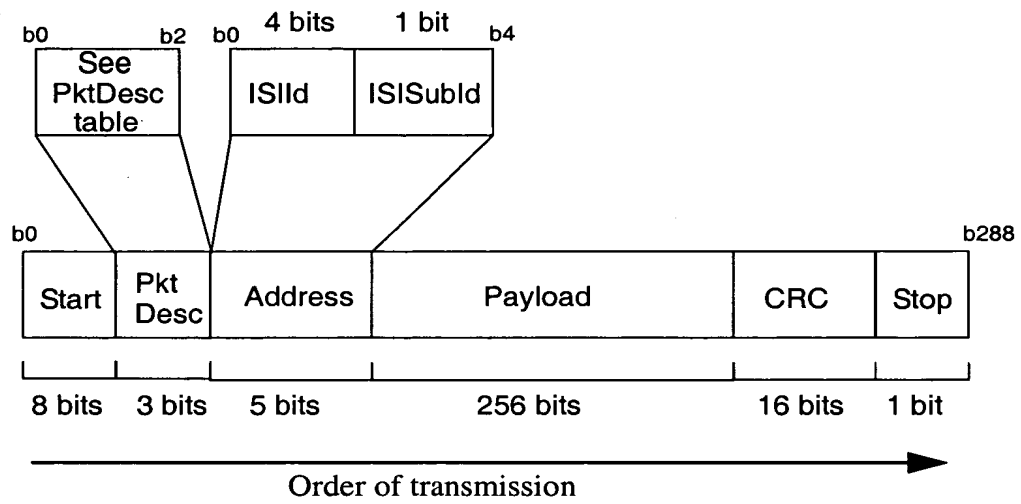 4 bits 1 bit
b0 b2 b0 b4
See
PktDesc
table
ISIId ISISubId
b0 b288
Start Pkt
Desc Address Payload CRC Stop
8 bits 3 bits 5 bits 256 bits 16 bits 1 bit
Order of transmission